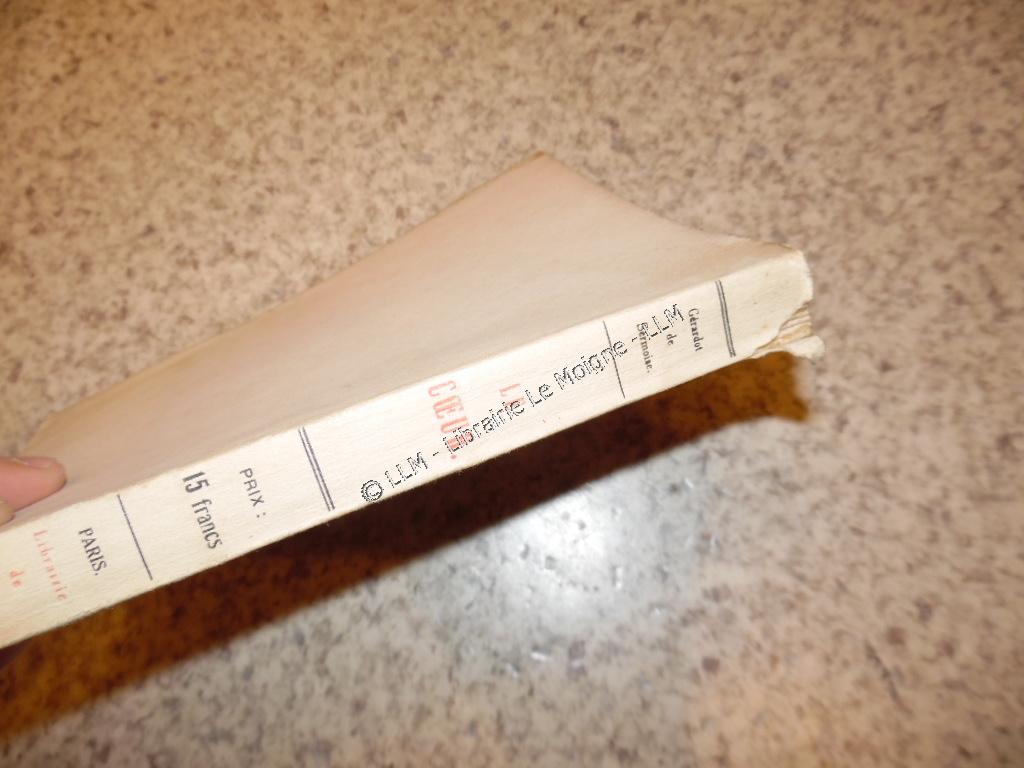 Gérardot
de
Sermoise.
LE
CŒUR.
PRIX :
15 francs
PARIS.
Librairie
de
© LLM - Librairie Le Moigne - LLM